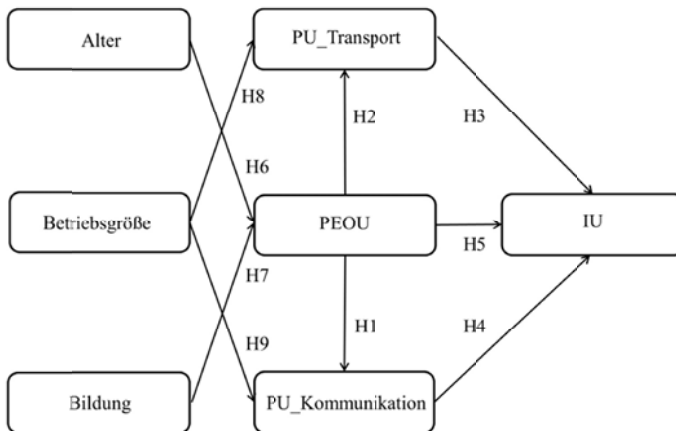 Alter
PU_Transport
H8
H2
H3
H6
Betriebsgröße
PEOU
IU
H5
H7
H1
H4
H9
Bildung
PU_Kommunikation